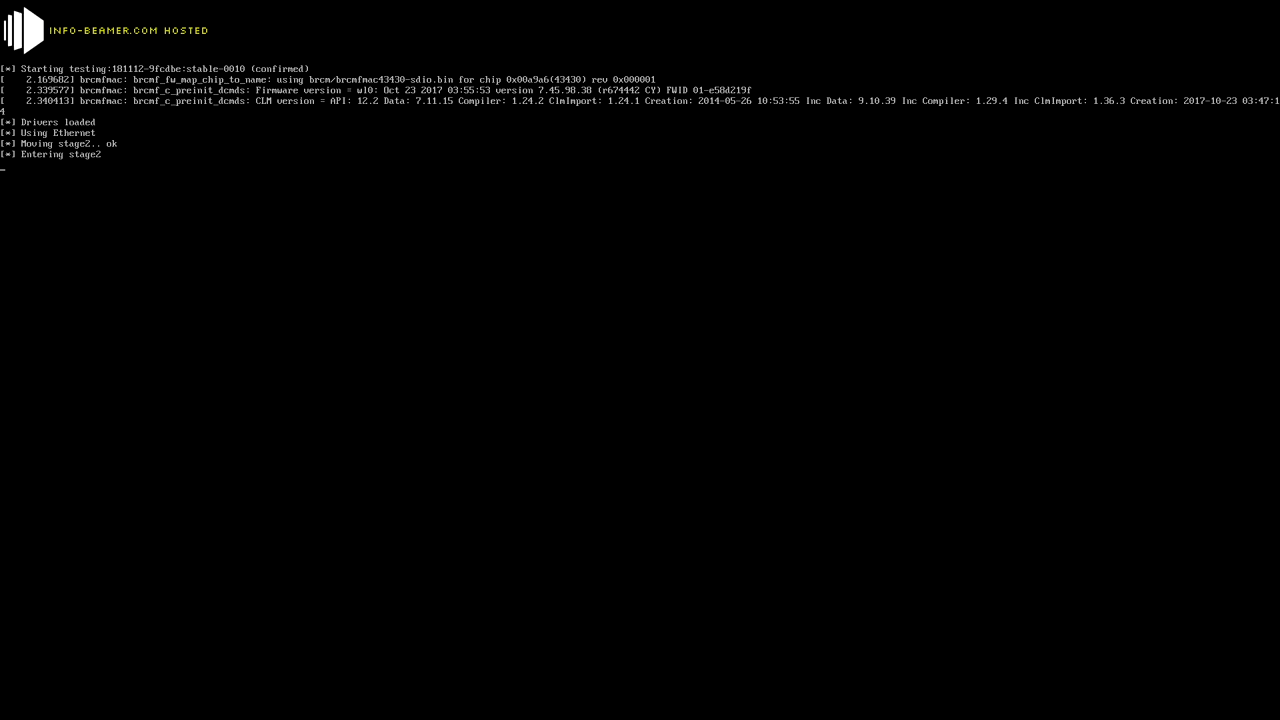 INFO-BEAMER.COM HOSTED
[*] Starting testing:181112-9fcdbe:stable-0010 (confirmed)
[    2.169682] brcmfmac: brcmf_fw_map_chip_to_name: using brcm/brcmfmac43430-sdio.bin for chip 0x00a9a6(43430) rev 0x000001
[    2.339577] brcmfmac: brcmf_c_preinit_dcmds: Firmware version = wl0: Oct 23 2017 03:55:53 version 7.45.98.38 (r674442 CY) FWID 01-e58d219f
[    2.340413] brcmfmac: brcmf_c_preinit_dcmds: CLM version = API: 12.2 Data: 7.11.15 Compiler: 1.24.2 ClmImport: 1.24.1 Creation: 2014-05-26 10:53:55 Inc Data: 9.10.39 Inc Compiler: 1.29.4 Inc ClmImport: 1.36.3 Creation: 2017-10-23 03:47:1
4
[*] Drivers loaded
[*] Using Ethernet
[*] Moving stage2.. ok
[*] Entering stage2
_